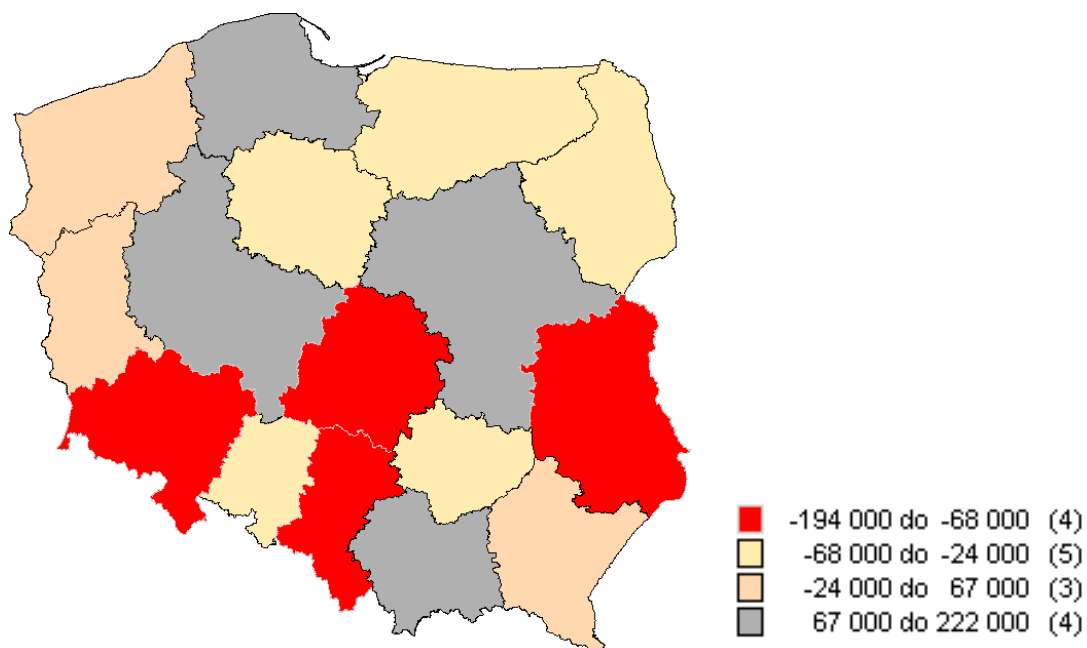 -194 000 do -68 000 (4)
-68 000 do -24 000 (5)
-24 000 do 67 000 (3)
67 000 do 222 000 (4)